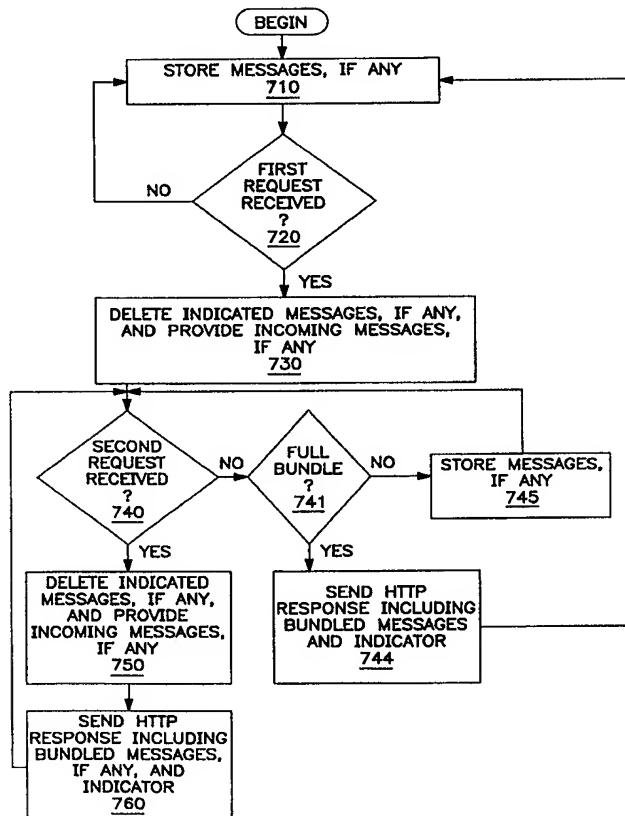 BEGIN
STORE MESSAGES, IF ANY
710
FIRST
REQUEST
RECEIVED
?
720
NO
YES
DELETE INDICATED MESSAGES, IF ANY,
AND PROVIDE INCOMING MESSAGES,
IF ANY
730
SECOND
REQUEST
RECEIVED
?
740
NO
YES
FULL
BUNDLE
?
741
NO
YES
STORE MESSAGES,
IF ANY
745
DELETE INDICATED
MESSAGES, IF ANY,
AND PROVIDE
INCOMING MESSAGES,
IF ANY
750
SEND HTTP
RESPONSE INCLUDING
BUNDLED MESSAGES
AND INDICATOR
744
SEND HTTP
RESPONSE INCLUDING
BUNDLED MESSAGES,
IF ANY, AND
INDICATOR
760